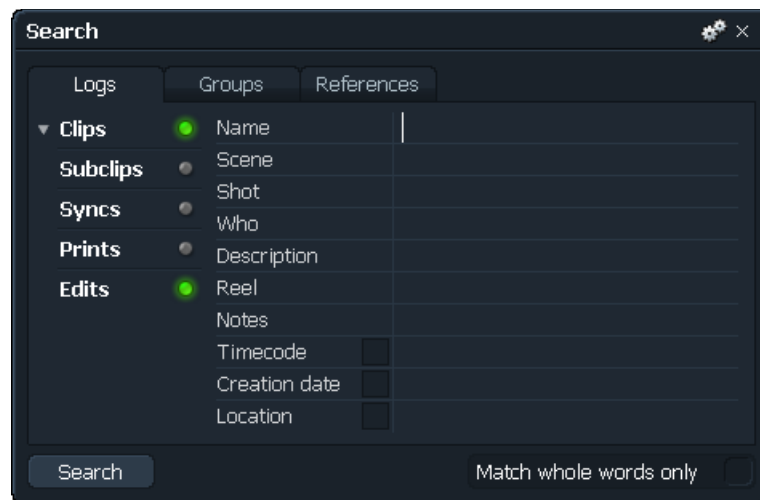 Search
Logs Groups References
Clips
Subclips
Syncs
Prints
Edits
Name
Scene
Shot
Who
Description
Reel
Notes
Timecode
Creation date
Location
Search Match whole words only